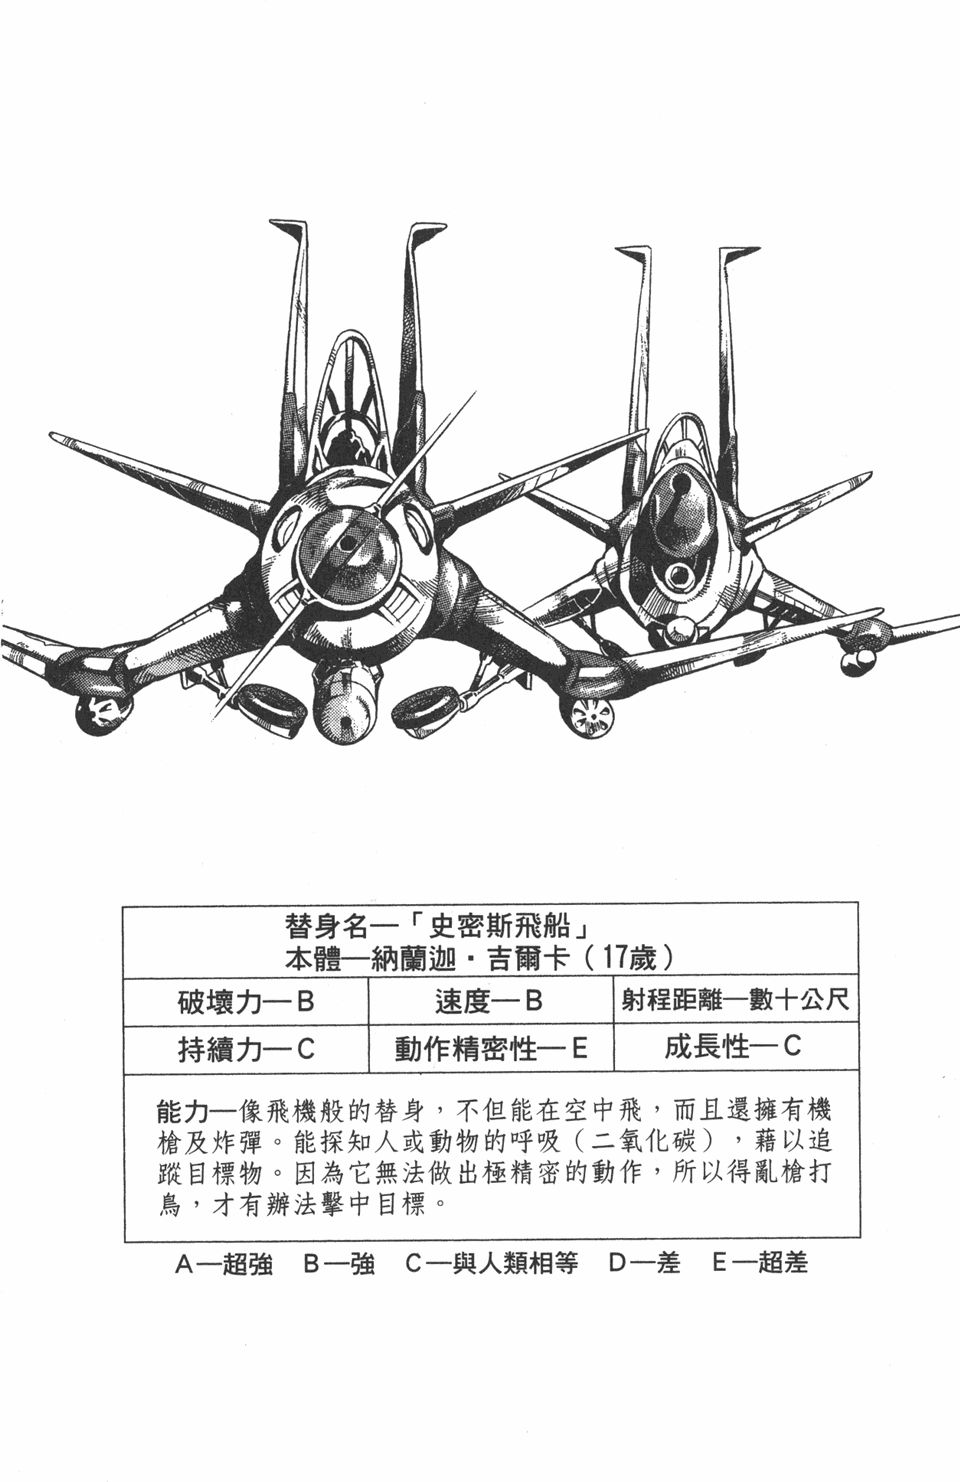 替身名—「史密斯飛船」
本體—納蘭迦·吉爾卡（17歲）
破壞力—B 速度—B 射程距離—數十公尺
持續力—C 動作精密性—E 成長性—C
能力—像飛機般的替身，不但能在空中飛，而且還擁有機
槍及炸彈。能探知人或動物的呼吸（二氧化碳），藉以追
蹤目標物。因為它無法做出極精密的動作，所以得亂槍打
鳥，才有辦法擊中目標。
A—超強 B—強 C—與人類相等 D—差 E—超差